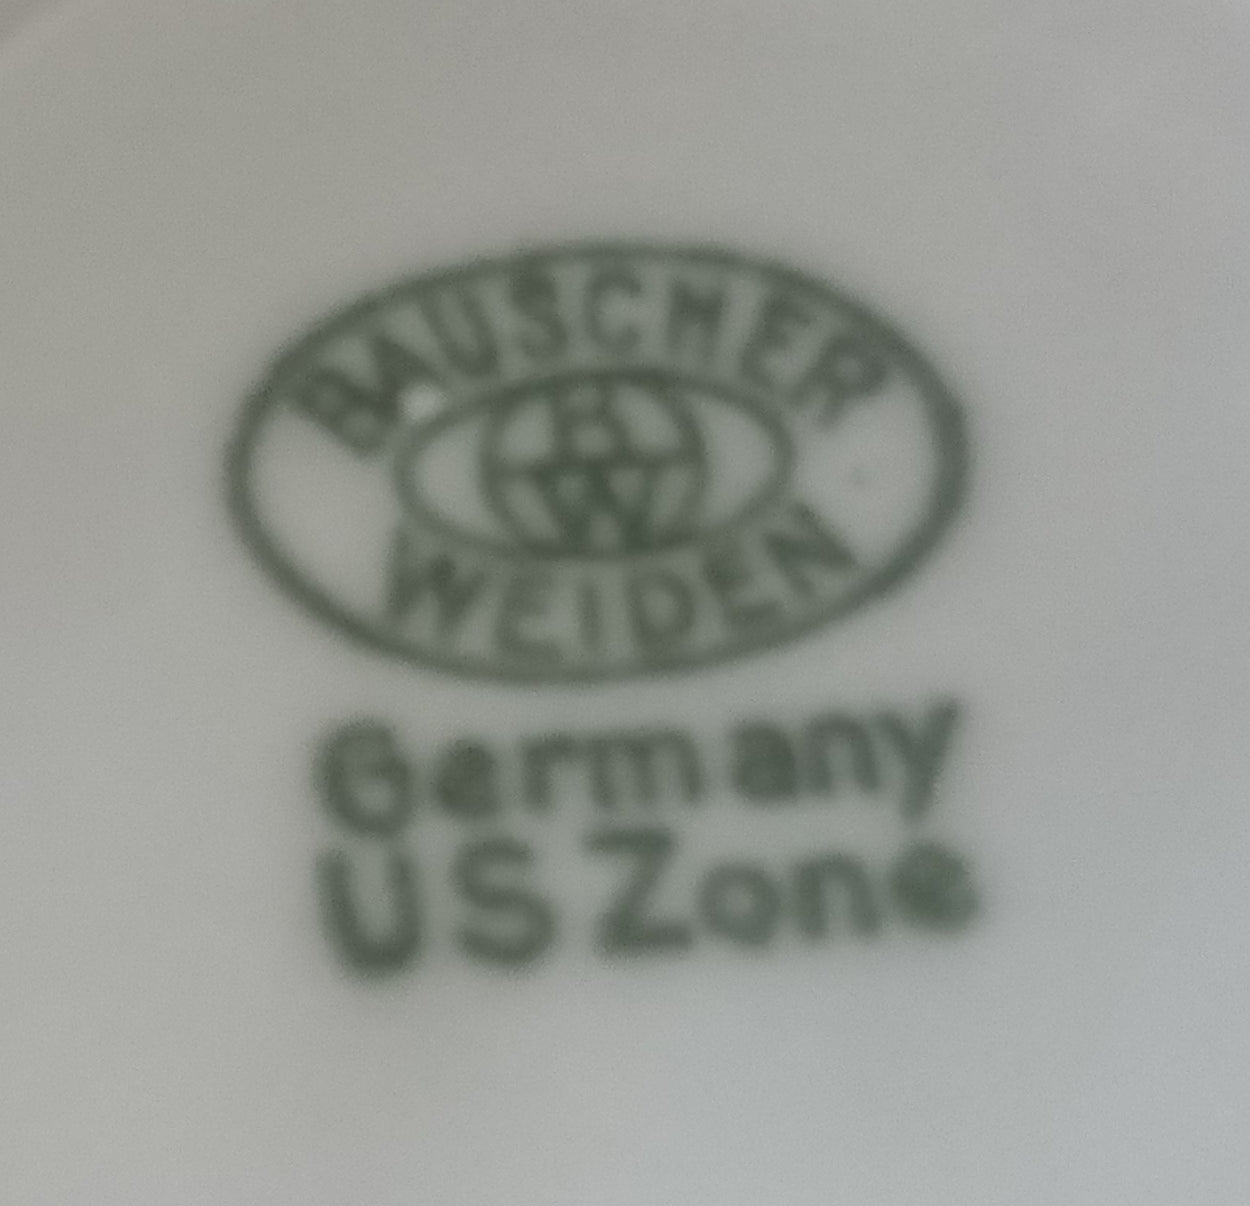 BAUSCHER
B
W
WEIDEN
Germany
US Zone